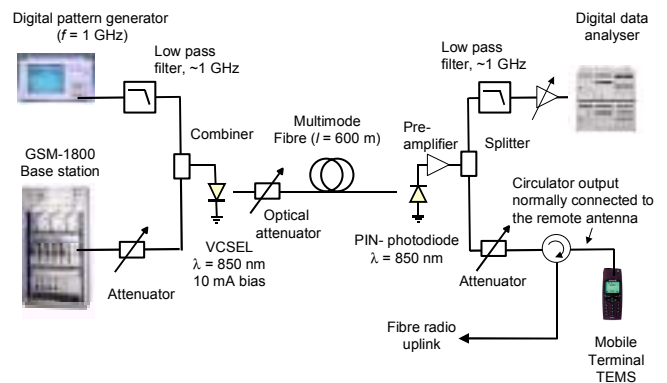 Digital pattern generator
(f = 1 GHz)
Low pass
filter, ~1 GHz
Combiner
GSM-1800
Base station
Attenuator
VCSEL
λ = 850 nm
10 mA bias
Optical
attenuator
Multimode
Fibre (l = 600 m)
Pre-
amplifier
PIN- photodiode
λ = 850 nm
Low pass
filter, ~1 GHz
Digital data
analyser
Splitter
Circulator output
normally connected to
the remote antenna
Attenuator
Fibre radio
uplink
Mobile
Terminal
TEMS